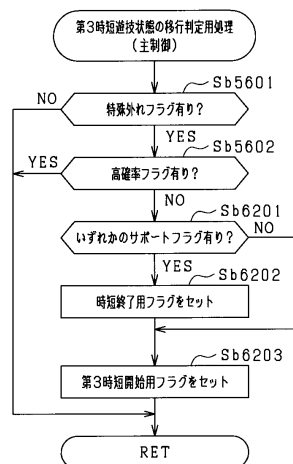 第3時短遊技状態の移行判定用処理
(主制御)
Sb5601
NO
特殊外れフラグ有り?
YES
Sb5602
YES
高確率フラグ有り?
NO
Sb6201
いずれかのサポートフラグ有り?
NO
YES
Sb6202
時短終了用フラグをセット
Sb6203
第3時短開始用フラグをセット
RET